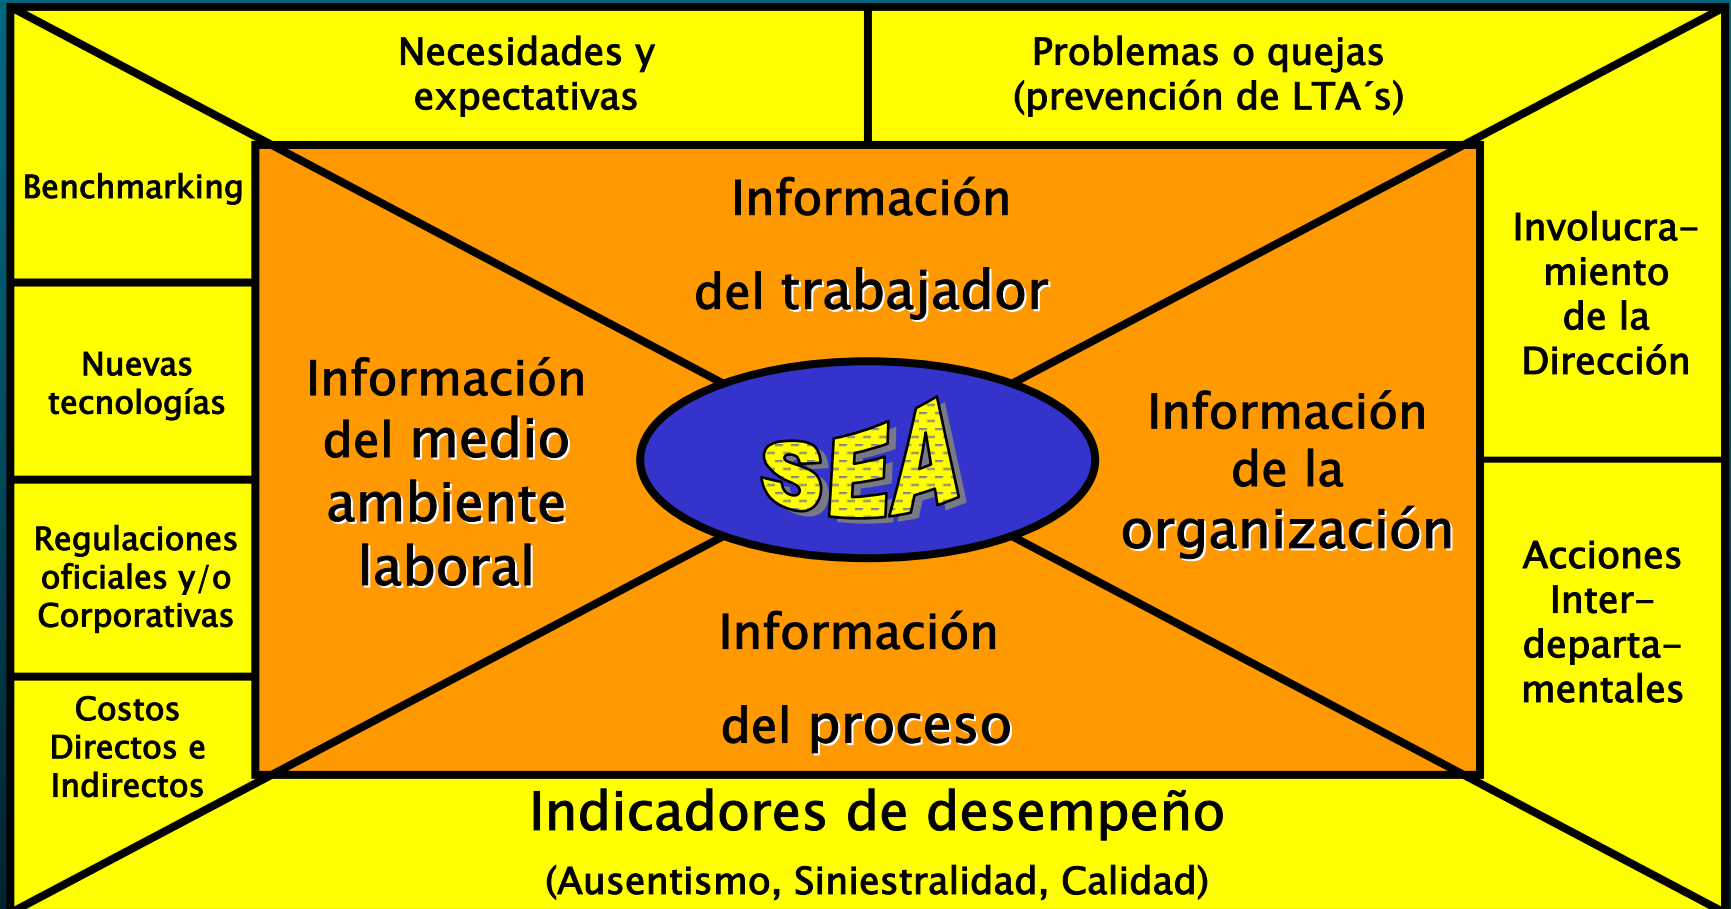 Necesidades y
expectativas
Problemas o quejas
(prevención de LTA´s)
Benchmarking
Nuevas
tecnologías
Regulaciones
oficiales y/o
Corporativas
Costos
Directos e
Indirectos
Información
del trabajador
Información
del medio
ambiente
laboral
SEA
Información
de la
organización
Información
del proceso
Involucra-
miento
de la
Dirección
Acciones
Inter-
departa-
mentales
Indicadores de desempeño
(Ausentismo, Siniestralidad, Calidad)